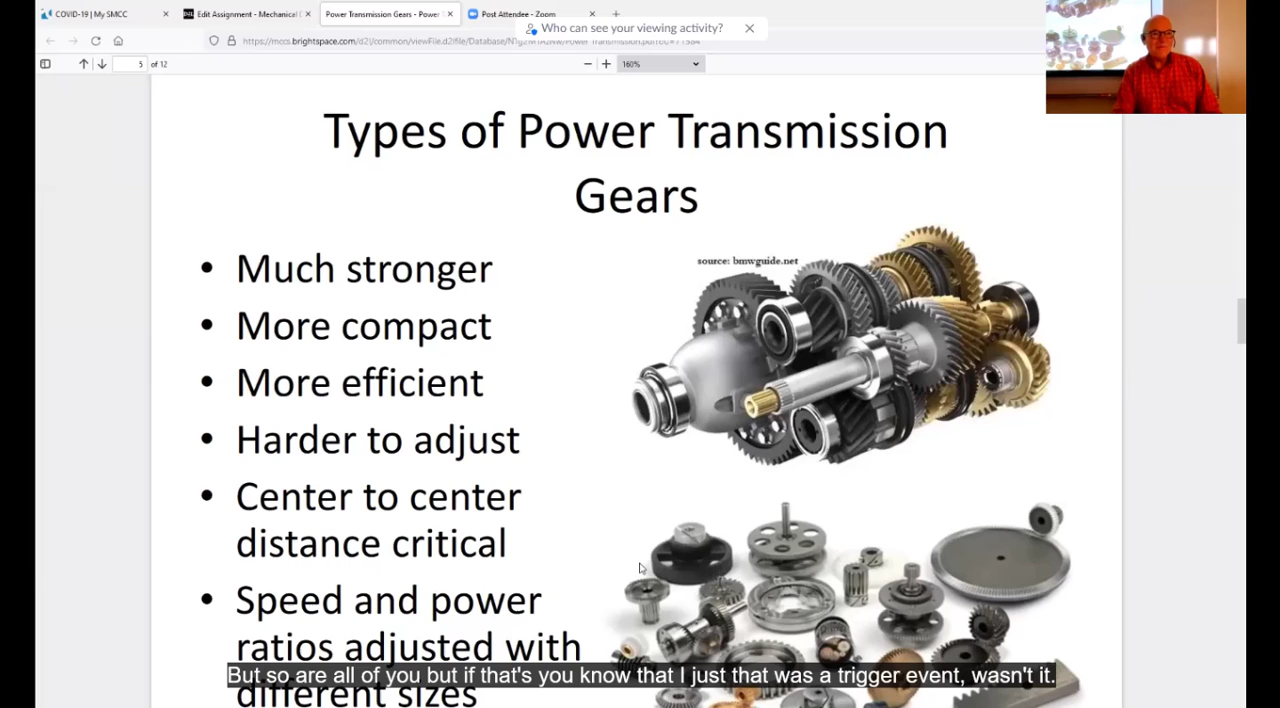 COVID-19 | My SMCC
Edit Assignment - Mechanical
Power Transmission Gears - Power
Post Attendee - Zoom
Who can see your viewing activity?
5 of 12
160%
Types of Power Transmission
Gears
source: bmwguide.net
• Much stronger
• More compact
• More efficient
• Harder to adjust
• Center to center
distance critical
• Speed and power
ratios adjusted with
different sizes
But so are all of you but if that's you know that I just that was a trigger event, wasn't it.